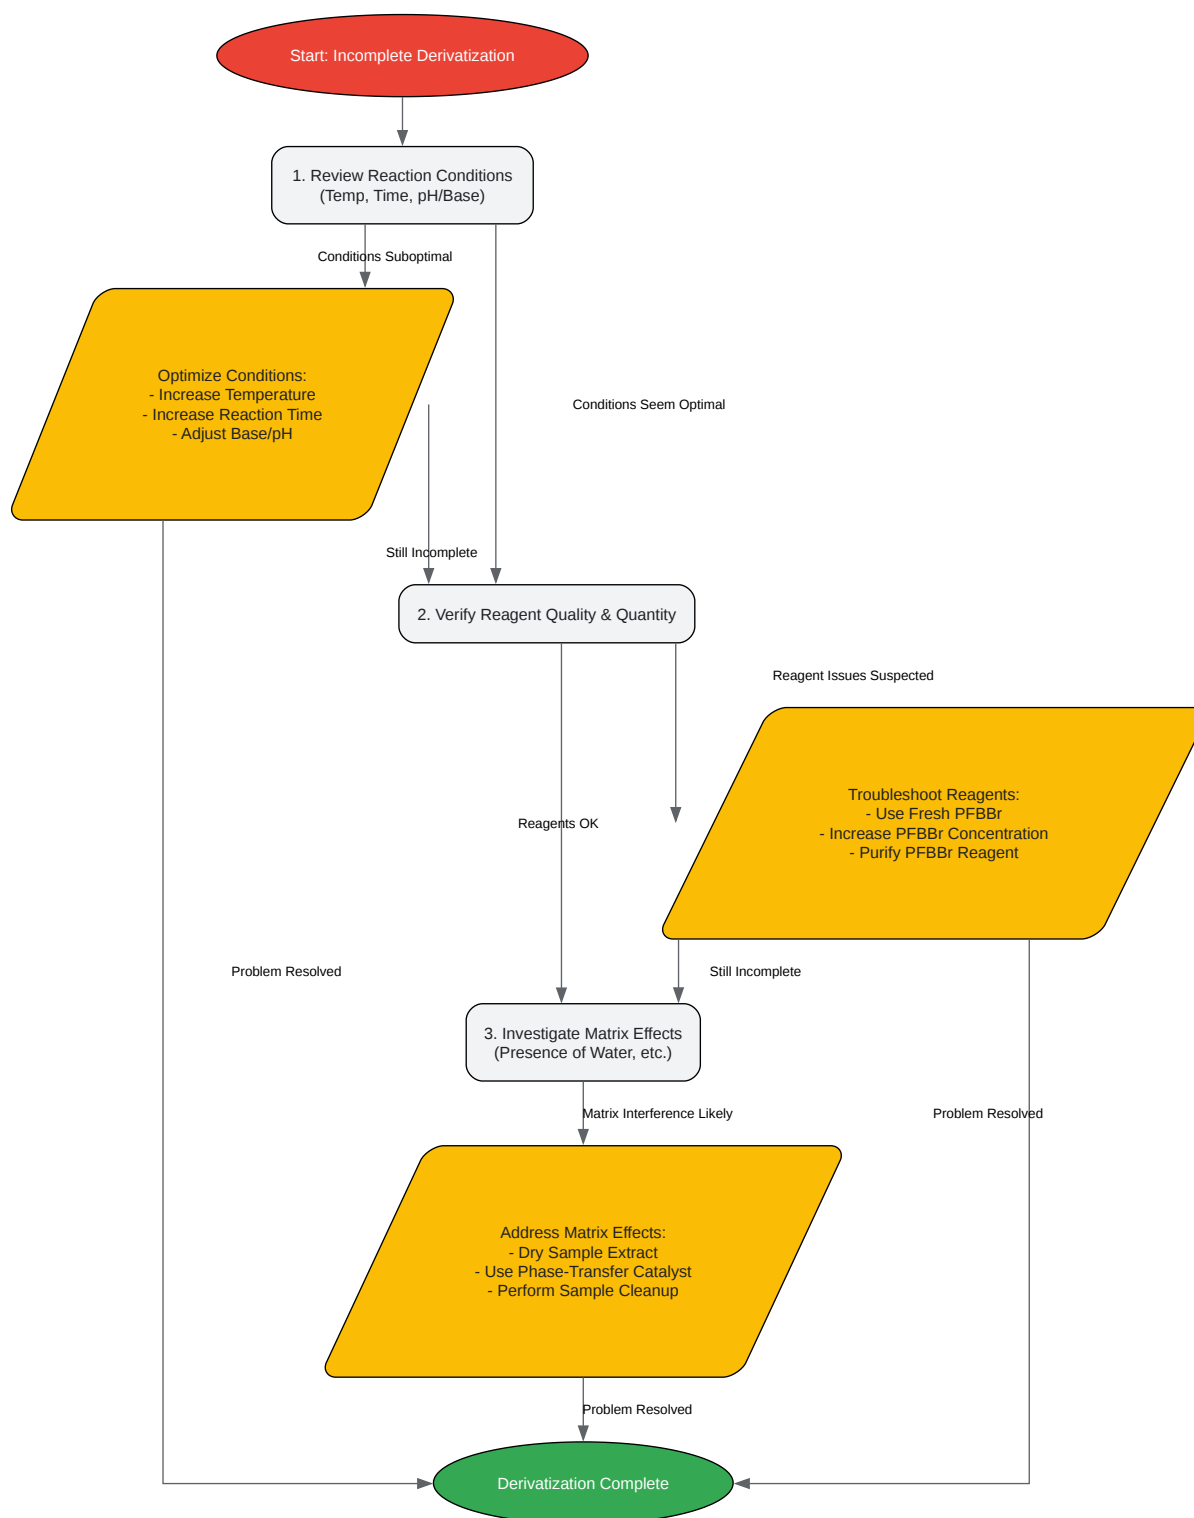 Start: Incomplete Derivatization
1. Review Reaction Conditions
(Temp, Time, pH/Base)
Conditions Suboptimal
Optimize Conditions:
- Increase Temperature
- Increase Reaction Time
- Adjust Base/pH
Conditions Seem Optimal
Still Incomplete
2. Verify Reagent Quality & Quantity
Reagent Issues Suspected
Troubleshoot Reagents:
- Use Fresh PFBBr
- Increase PFBBr Concentration
- Purify PFBBr Reagent
Reagents OK
Problem Resolved
Still Incomplete
3. Investigate Matrix Effects
(Presence of Water, etc.)
Matrix Interference Likely
Problem Resolved
Address Matrix Effects:
- Dry Sample Extract
- Use Phase-Transfer Catalyst
- Perform Sample Cleanup
Problem Resolved
Derivatization Complete